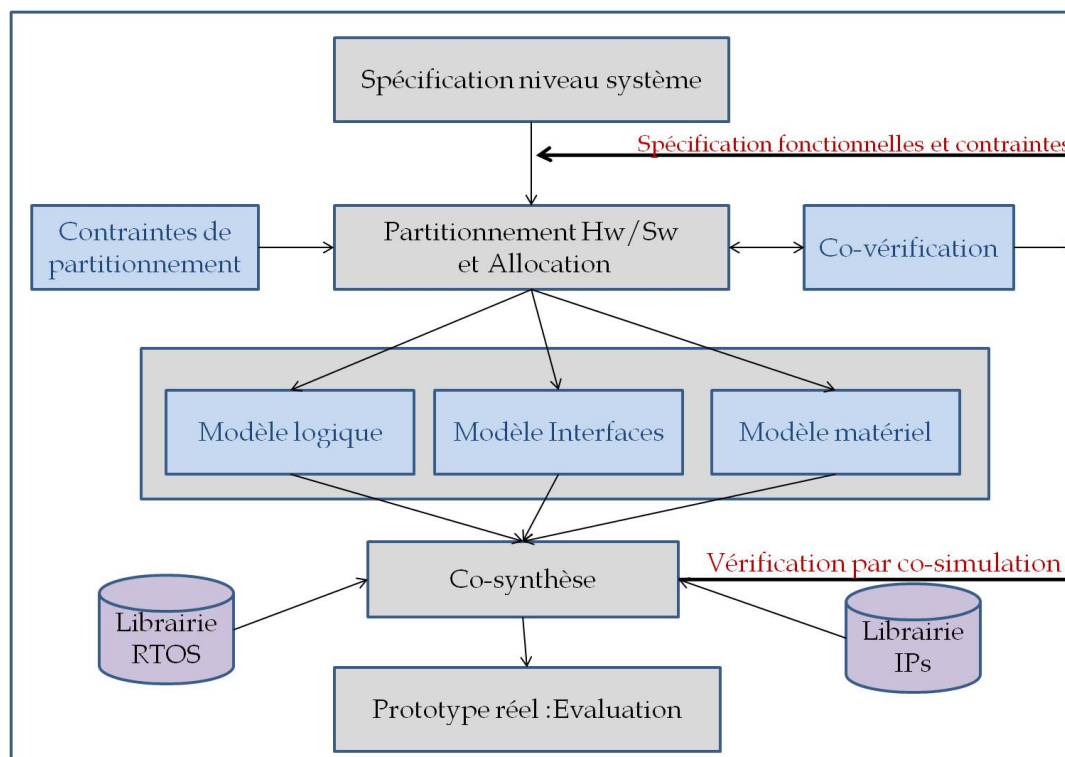 Spécification niveau système
Spécification fonctionnelles et contraintes
Contraintes de
partitionnement
Partitionnement Hw/Sw
et Allocation
Co-vérification
Modèle logique
Modèle Interfaces
Modèle matériel
Co-synthèse
Vérification par co-simulation
Librairie
RTOS
Librairie
IPs
Prototype réel :Evaluation